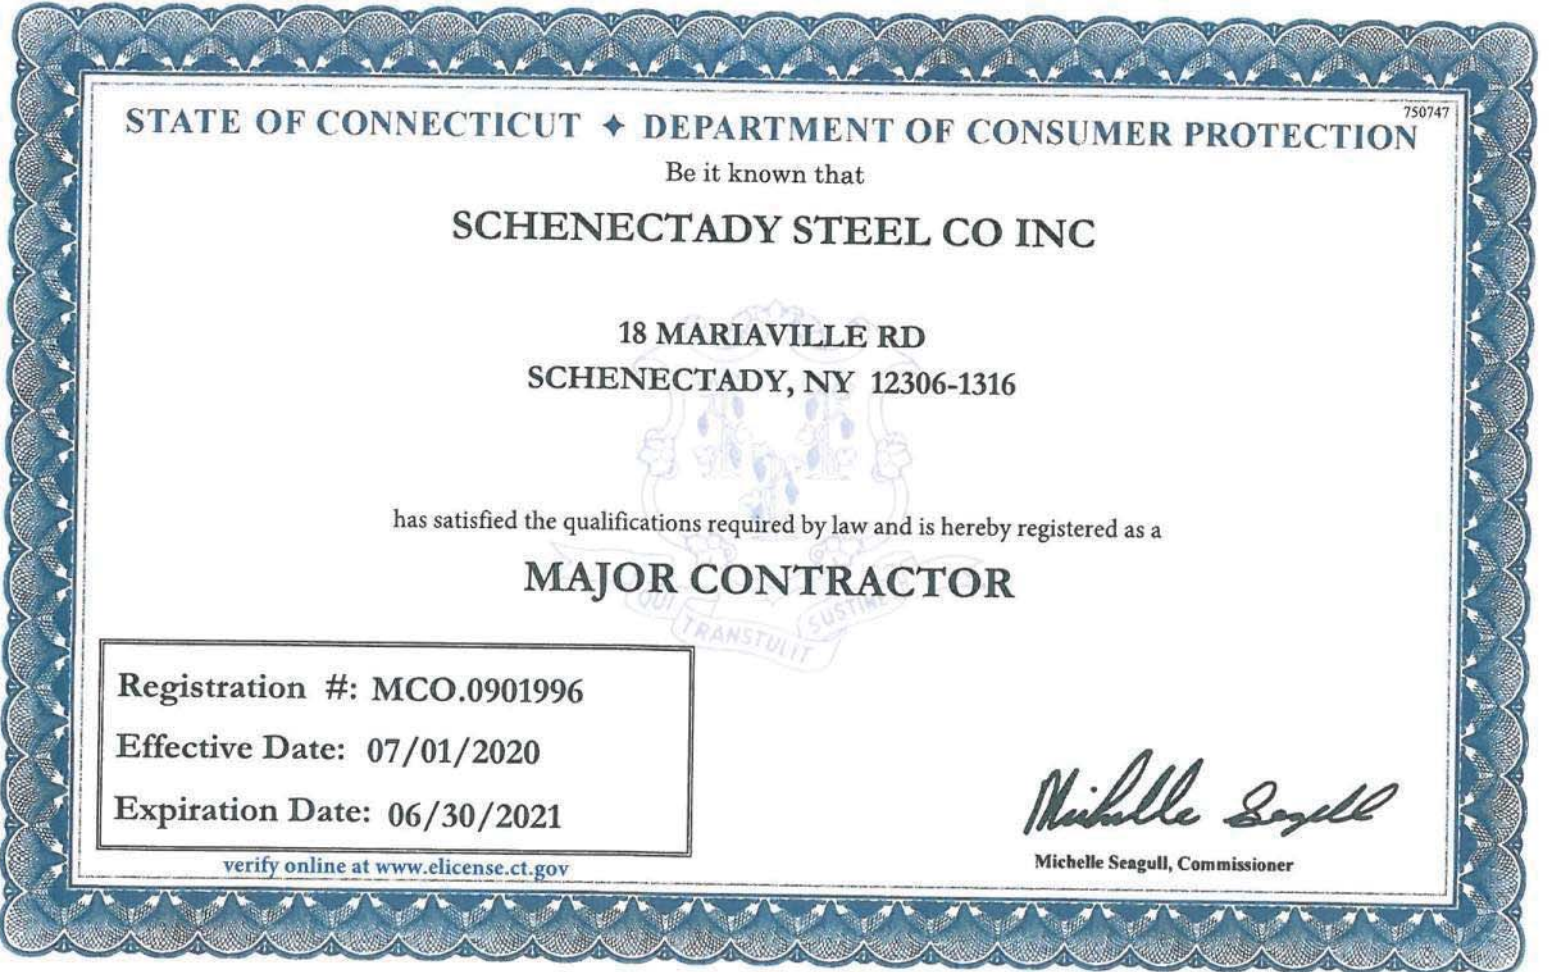 750747
STATE OF CONNECTICUT ✦ DEPARTMENT OF CONSUMER PROTECTION
Be it known that
SCHENECTADY STEEL CO INC
18 MARIAVILLE RD
SCHENECTADY, NY 12306-1316
has satisfied the qualifications required by law and is hereby registered as a
MAJOR CONTRACTOR
QUI TRANSTULIT
Registration #: MCO.0901996
Effective Date: 07/01/2020
Expiration Date: 06/30/2021
verify online at www.elicense.ct.gov
Michelle Seagull
Michelle Seagull, Commissioner